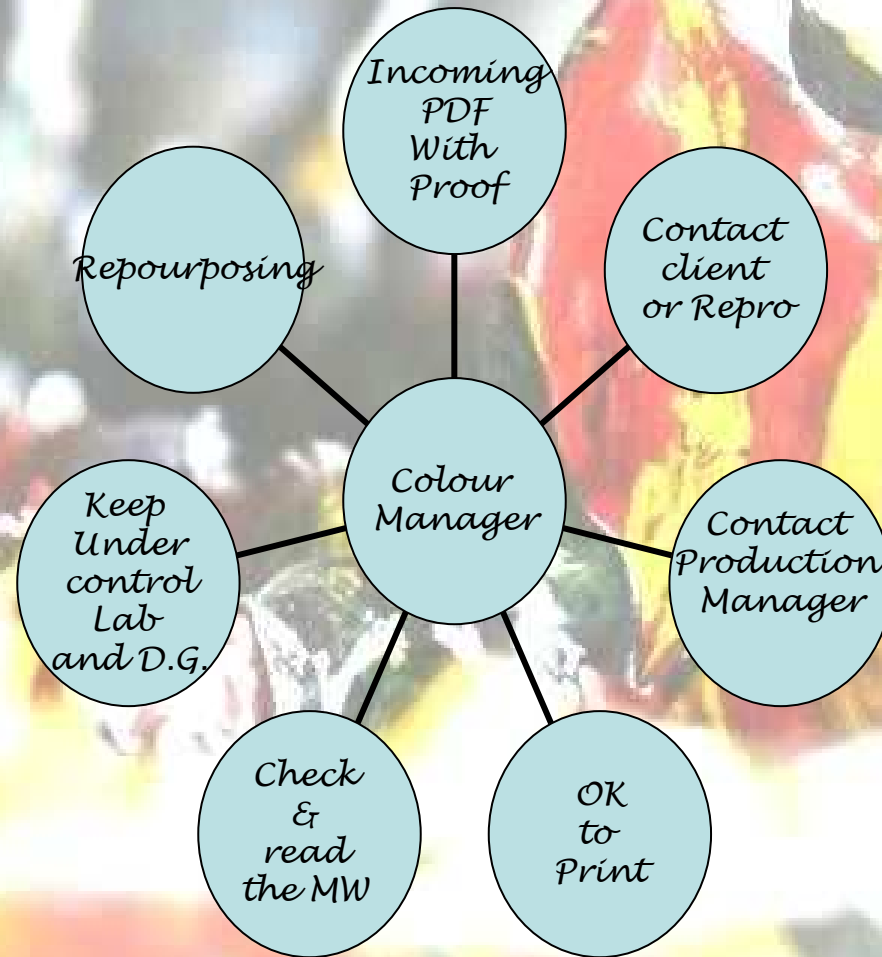 Incoming
PDF
With
Proof
Contact
client
or Repro
Contact
Production
Manager
OK
to
Print
Check
&
read
the MW
Keep
Under
control
Lab
and D.G.
Repourposing
Colour
Manager